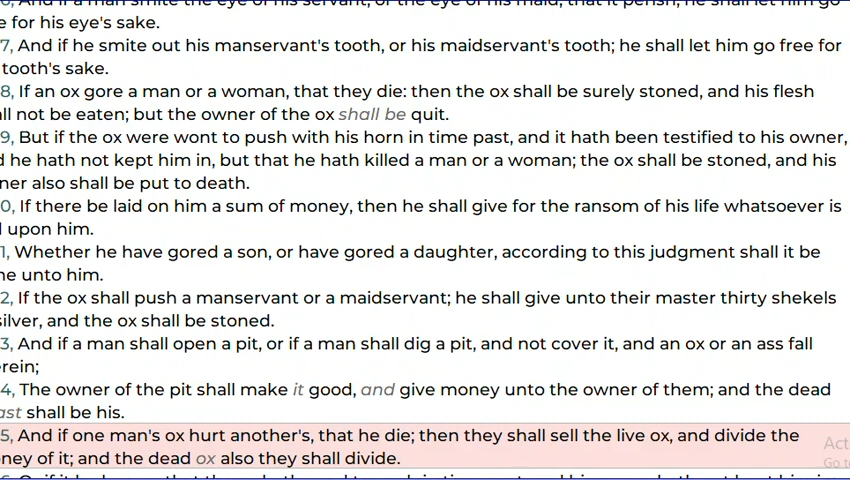 e for his eye's sake.
7, And if he smite out his manservant's tooth, or his maidservant's tooth; he shall let him go free for
tooth's sake.
8, If an ox gore a man or a woman, that they die: then the ox shall be surely stoned, and his flesh
ll not be eaten; but the owner of the ox shall be quit.
9, But if the ox were wont to push with his horn in time past, and it hath been testified to his owner,
d he hath not kept him in, but that he hath killed a man or a woman; the ox shall be stoned, and his
ner also shall be put to death.
0, If there be laid on him a sum of money, then he shall give for the ransom of his life whatsoever is
upon him.
1, Whether he have gored a son, or have gored a daughter, according to this judgment shall it be
ne unto him.
2, If the ox shall push a manservant or a maidservant; he shall give unto their master thirty shekels
silver, and the ox shall be stoned.
3, And if a man shall open a pit, or if a man shall dig a pit, and not cover it, and an ox or an ass fall
rein;
4, The owner of the pit shall make it good, and give money unto the owner of them; and the dead
ast shall be his.
5, And if one man's ox hurt another's, that he die; then they shall sell the live ox, and divide the
ney of it; and the dead ox also they shall divide.
Act
Go to